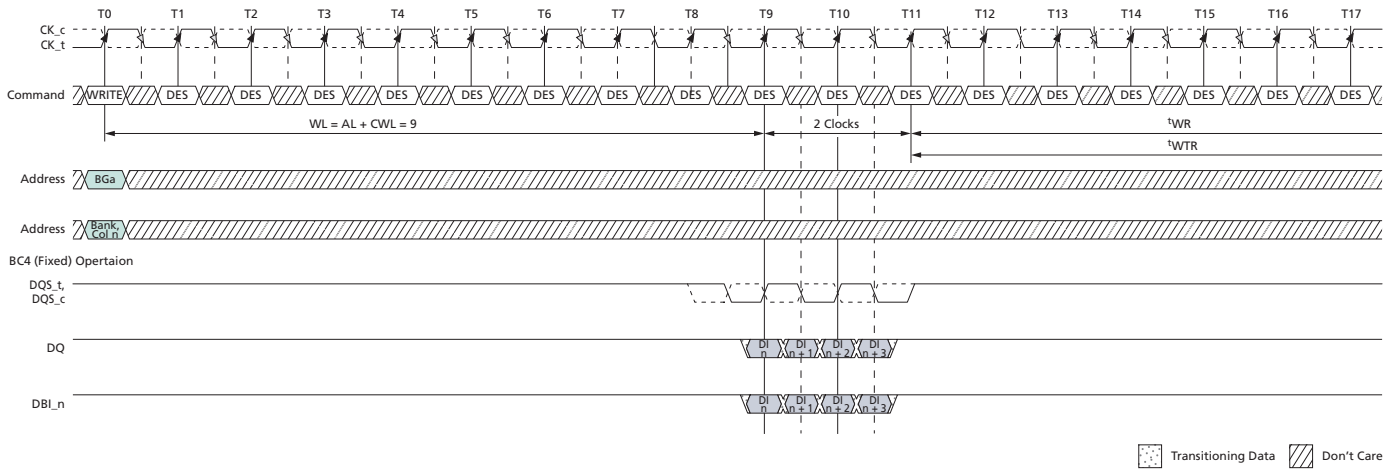 T0 T1 T2 T3 T4 T5 T6 T7 T8 T9 T10 T11 T12 T13 T14 T15 T16 T17
CK_c
CK_t
Command WRITE DES DES DES DES DES DES DES DES DES DES DES DES DES DES DES DES DES
WL = AL + CWL = 9 2 Clocks tWR
tWTR
Address BGa
Address Bank, Col n
BC4 (Fixed) Opertaion
DQS_t,
DQS_c
DQ DI n DI n + 1 DI n + 2 DI n + 3
DBI_n DI n DI n + 1 DI n + 2 DI n + 3
Transitioning Data Don't Care